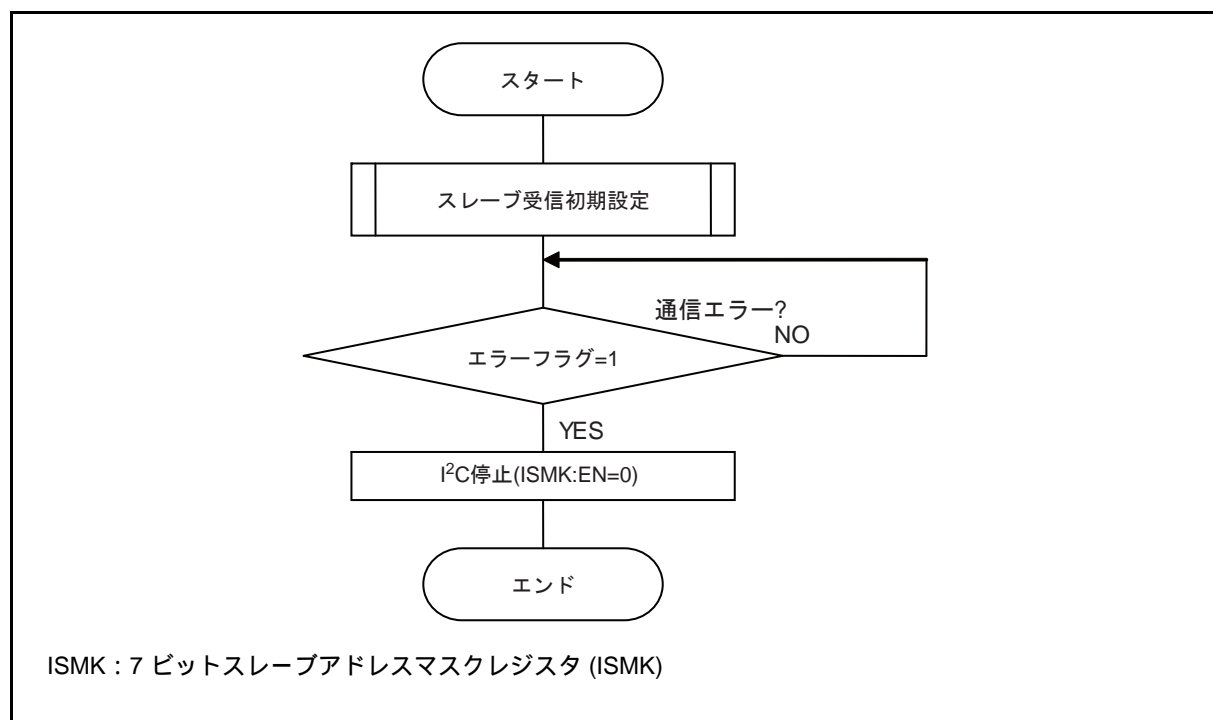 スタート
スレーブ受信初期設定
通信エラー?
NO
エラーフラグ=1
YES
I²C停止(ISMK:EN=0)
エンド
ISMK : 7 ビットスレーブアドレスマスクレジスタ (ISMK)